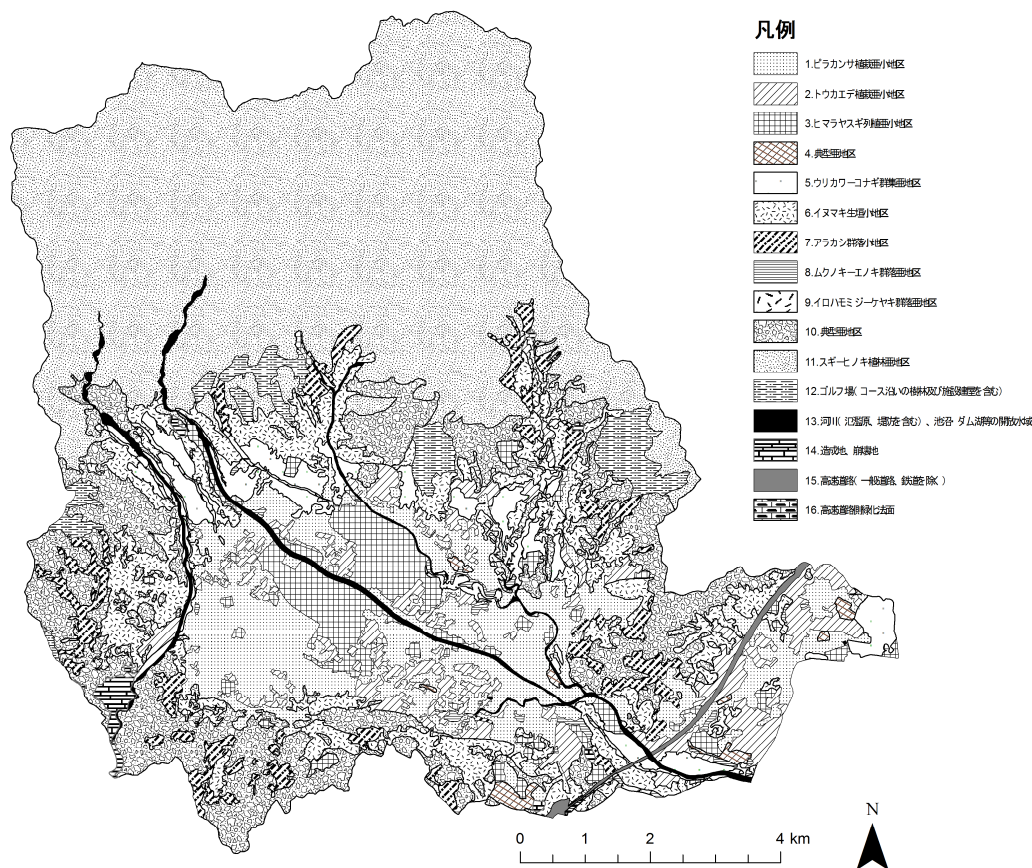 凡例
1.ピラカンサ植栽亜小地区
2.トウカエデ植栽亜小地区
3.ヒマラヤスギ列植亜小地区
4.典型亜地区
5.ウリカワーコナギ群集亜地区
6.イヌマキ生垣小地区
7.アラカシ群落小地区
8.ムクノキーエノキ群落亜地区
9.イロハモミジーケヤキ群落亜地区
10.典型亜地区
11.スギーヒノキ植林亜地区
12.ゴルフ場(コース沿いの樹林及び施設建物を含む)
13.河川(氾濫原、堤防を含む)、池沼・ダム湖等の開放水域
14.造成地、崩壊地
15.高速道路(一般道路、鉄道を除く)
16.高速道路側緑化法面
0 1 2 4 km
N